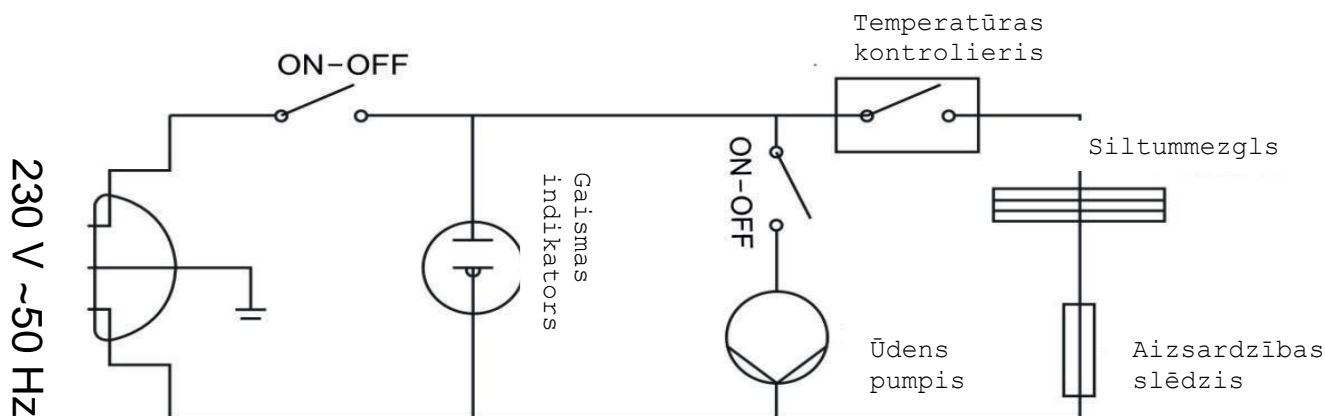 Temperatūras
kontrolieris
ON-OFF
Siltummezgls
230 V ~50 Hz
Gaismas
indikators
ON-OFF
Ūdens
pumpis
Aizsardzības
slēdzis